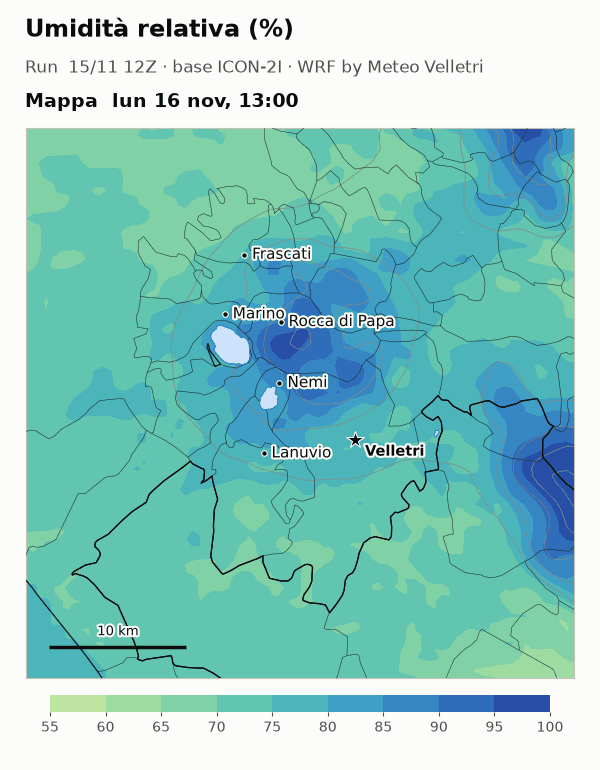 Umidità relativa (%)
Run  15/11 12Z · base ICON-2I · WRF by Meteo Velletri
Mappa  lun 16 nov, 13:00
Frascati
Marino
Rocca di Papa
Nemi
Velletri
Lanuvio
10 km
55 60 65 70 75 80 85 90 95 100